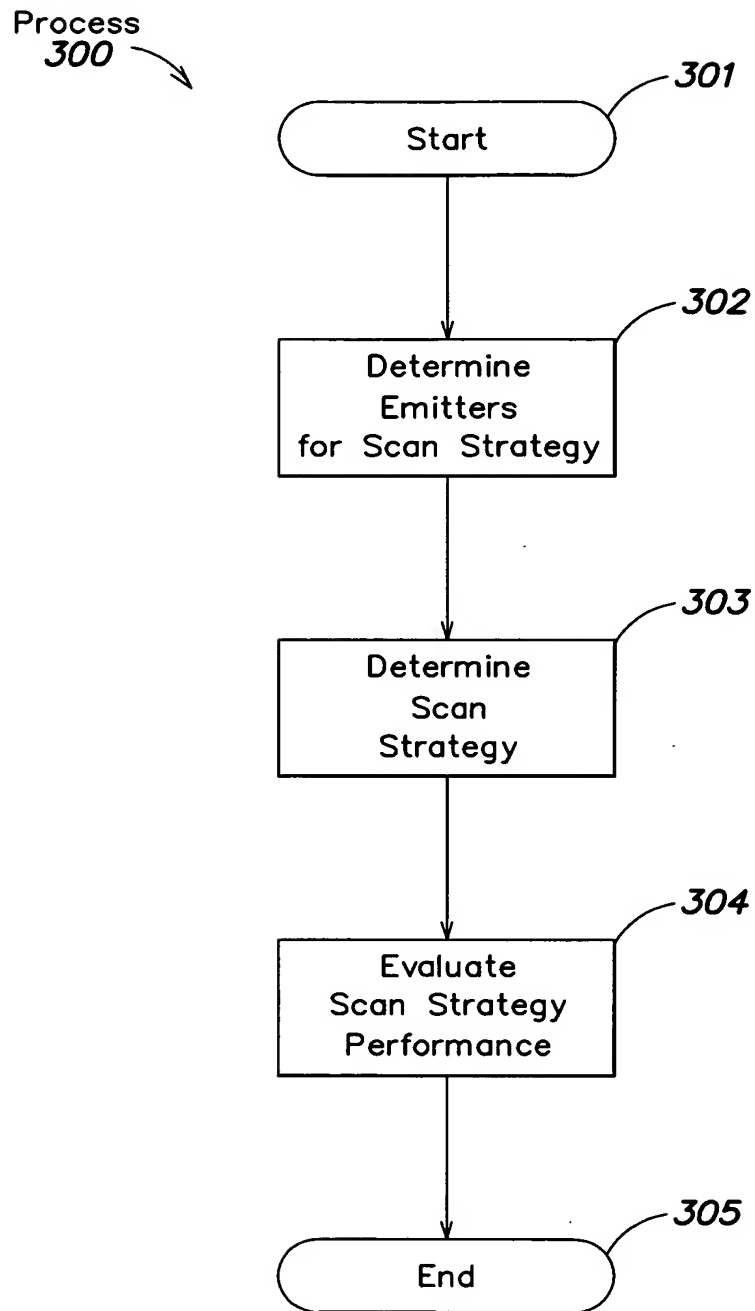 Process
300
301
Start
302
Determine
Emitters
for Scan Strategy
303
Determine
Scan
Strategy
304
Evaluate
Scan Strategy
Performance
305
End